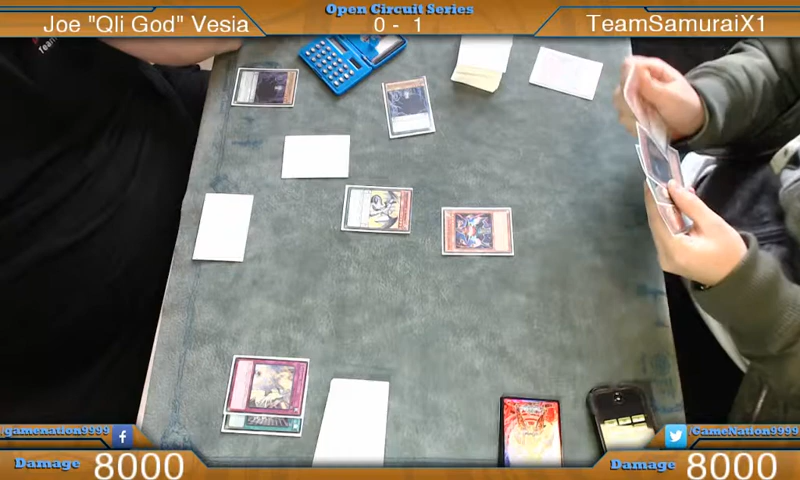 Open Circuit Series
Joe "Qli God" Vesia
0 - 1
TeamSamuraiX1
gamenation9999
GameNation9999
Damage 8000
Damage 8000